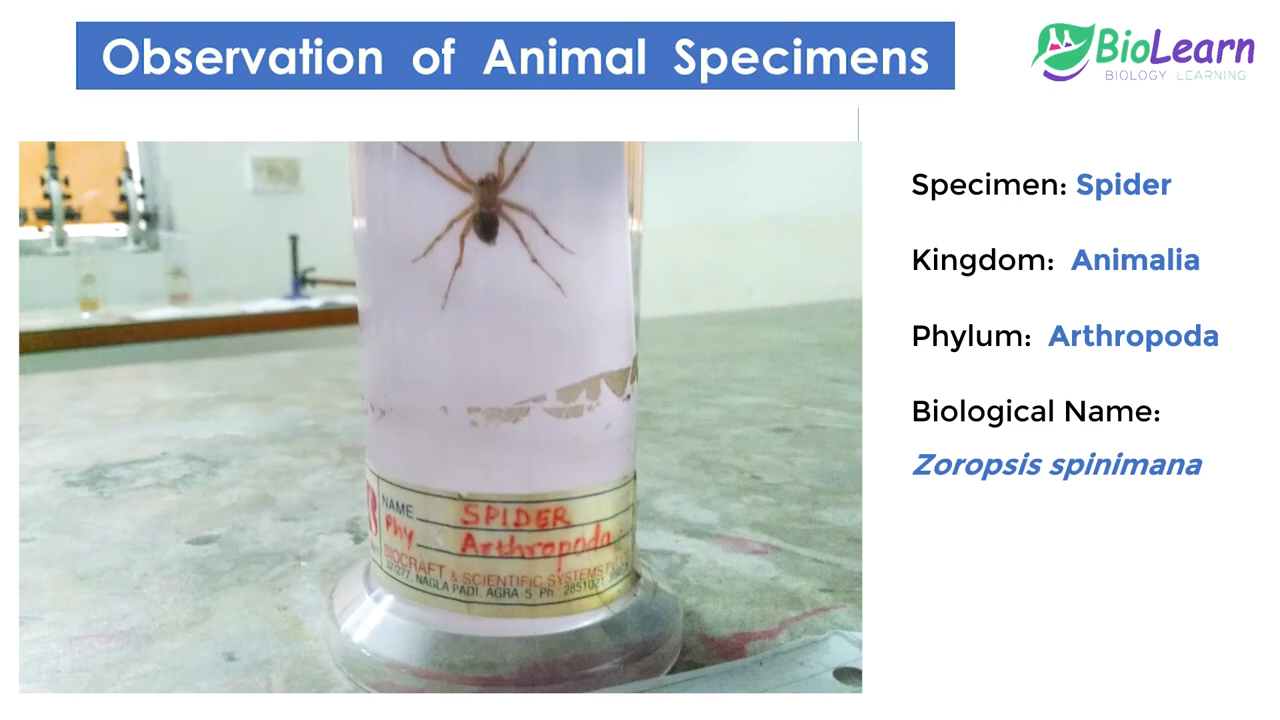 Observation of Animal Specimens
BioLearn
BIOLOGY LEARNING
Specimen: Spider
Kingdom: Animalia
Phylum: Arthropoda
Biological Name:
Zoropsis spinimana
NAME SPIDER
Phy Arthropoda
BIOCRAFT & SCIENTIFIC SYSTEMS
NAGLA PADI, AGRA-5 Ph